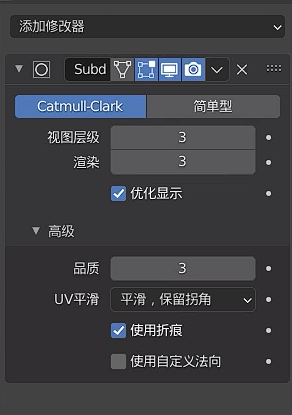 添加修改器
Subd
Catmull-Clark 简单型
视图层级 3
渲染 3
优化显示
高级
品质 3
UV平滑 平滑，保留拐角
使用折痕
使用自定义法向